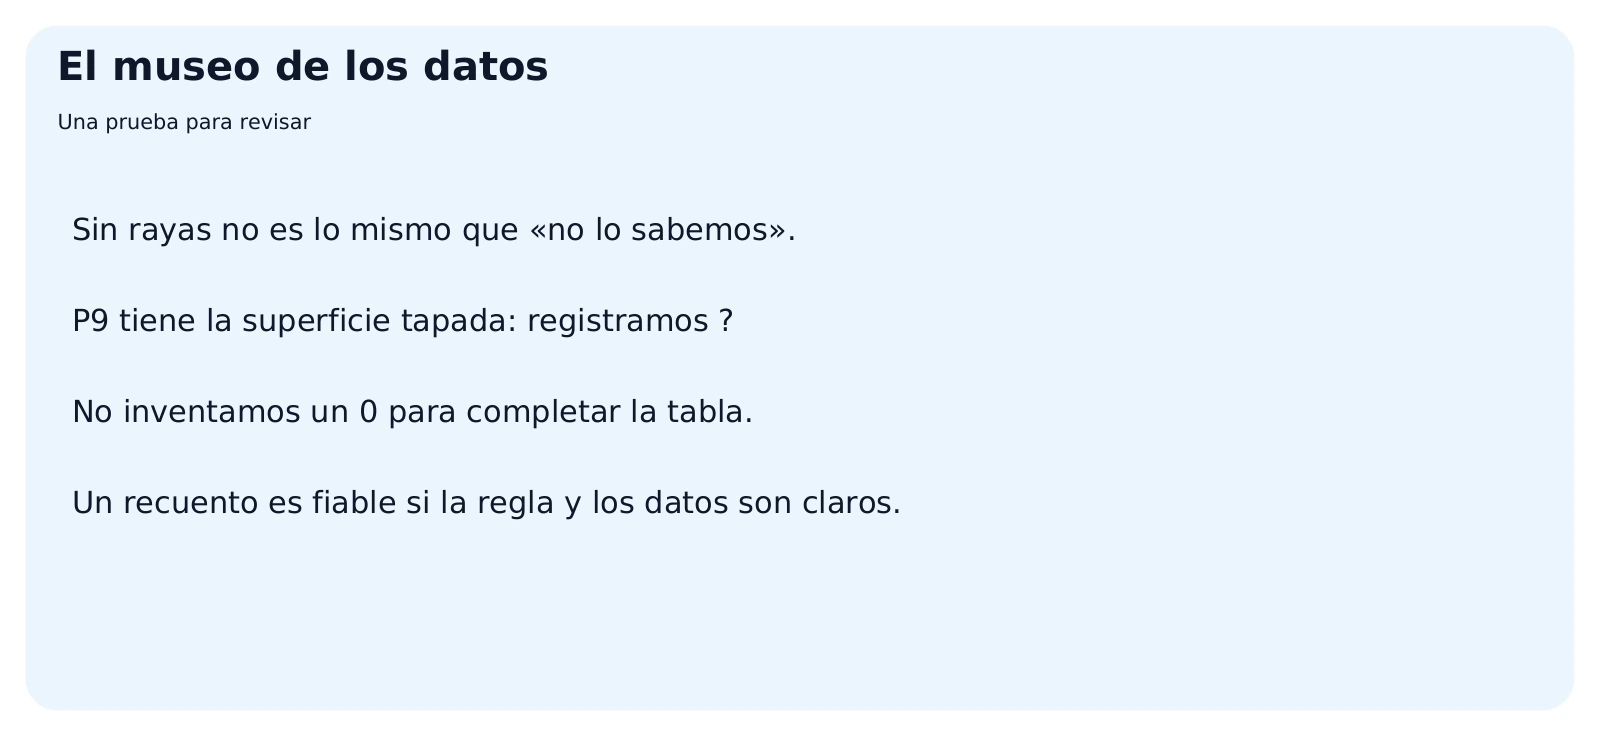 El museo de los datos
Una prueba para revisar
Sin rayas no es lo mismo que «no lo sabemos».
P9 tiene la superficie tapada: registramos ?
No inventamos un 0 para completar la tabla.
Un recuento es fiable si la regla y los datos son claros.